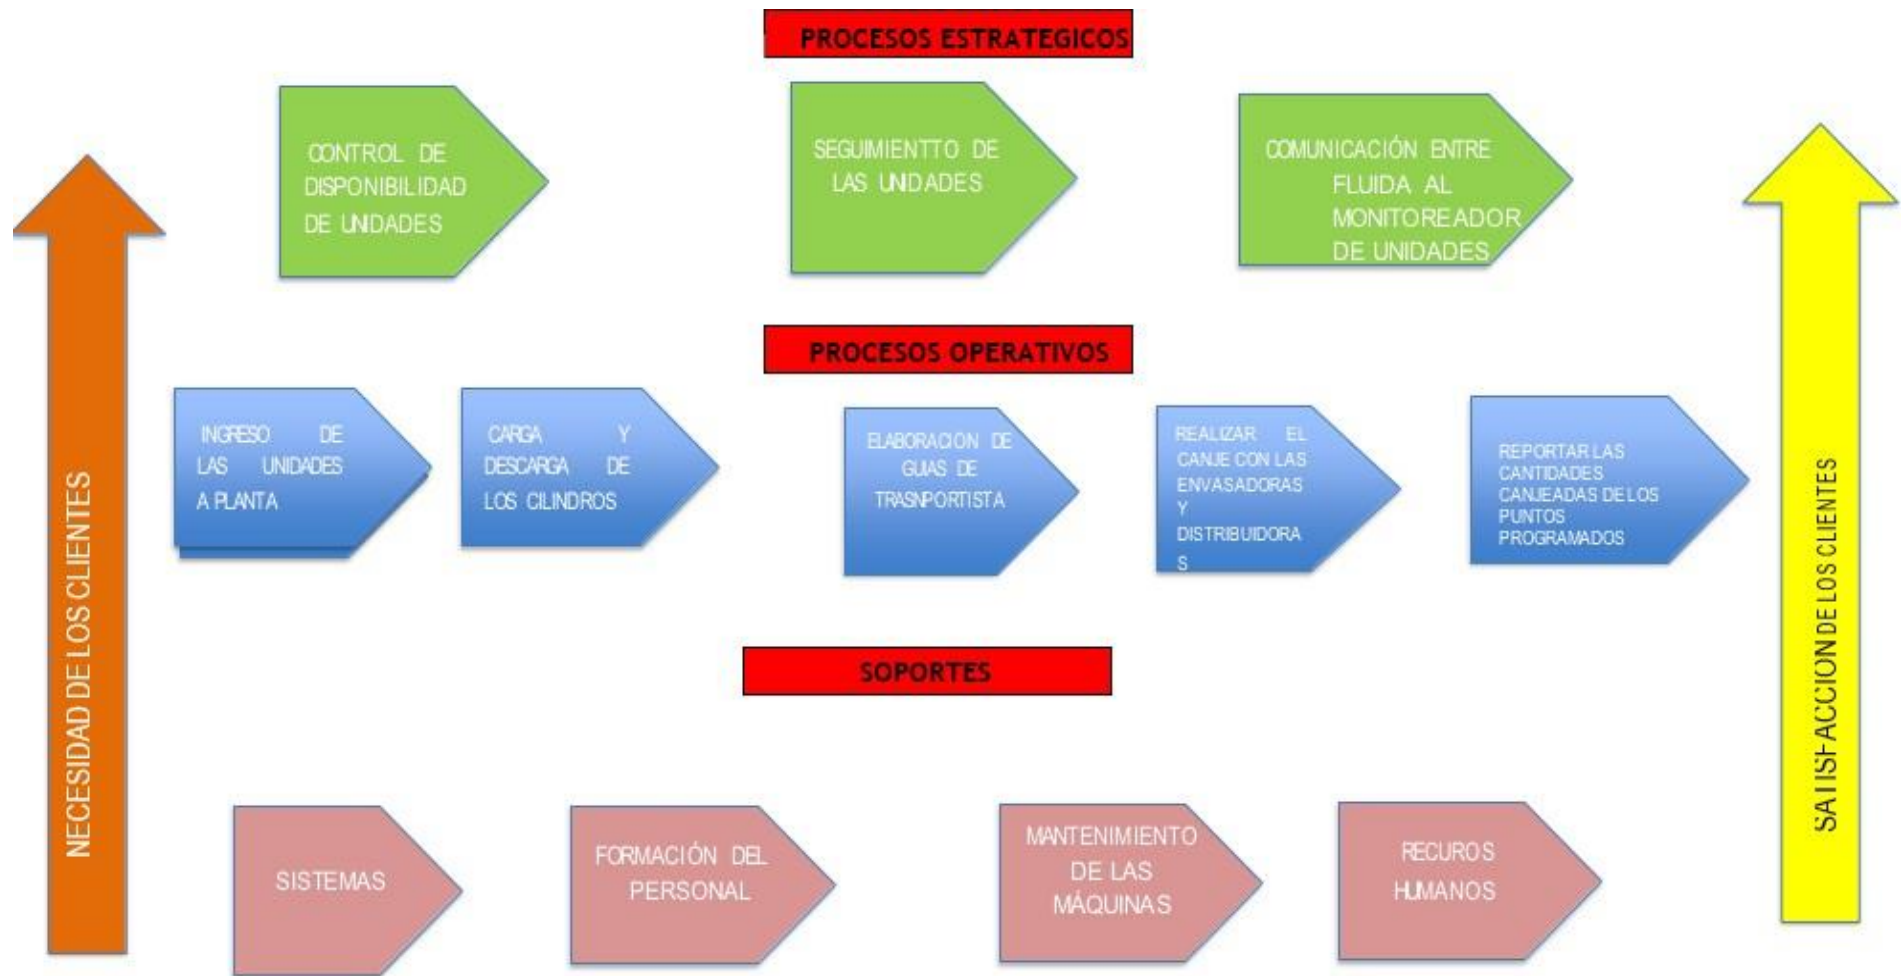 PROCESOS ESTRATEGICOS
CONTROL DE
DISPONIBILIDAD
DE UNIDADES
SEGUIMIENTTO DE
LAS UNIDADES
COMUNICACIÓN ENTRE
FLUIDA AL
MONITOREADOR
DE UNIDADES
PROCESOS OPERATIVOS
INGRESO DE
LAS UNIDADES
A PLANTA
CARGA Y
DESCARGA DE
LOS CILINDROS
ELABORACION DE
GUIAS DE
TRASNPORTISTA
REALIZAR EL
CANJE CON LAS
ENVASADORAS
Y
DISTRIBUIDORA
S
REPORTAR LAS
CANTIDADES
CANJEADAS DE LOS
PUNTOS
PROGRAMADOS
SOPORTES
SISTEMAS
FORMACIÓN DEL
PERSONAL
MANTENIMIENTO
DE LAS
MÁQUINAS
RECUROS
HUMANOS
NECESIDAD DE LOS CLIENTES
SATISFACCION DE LOS CLIENTES